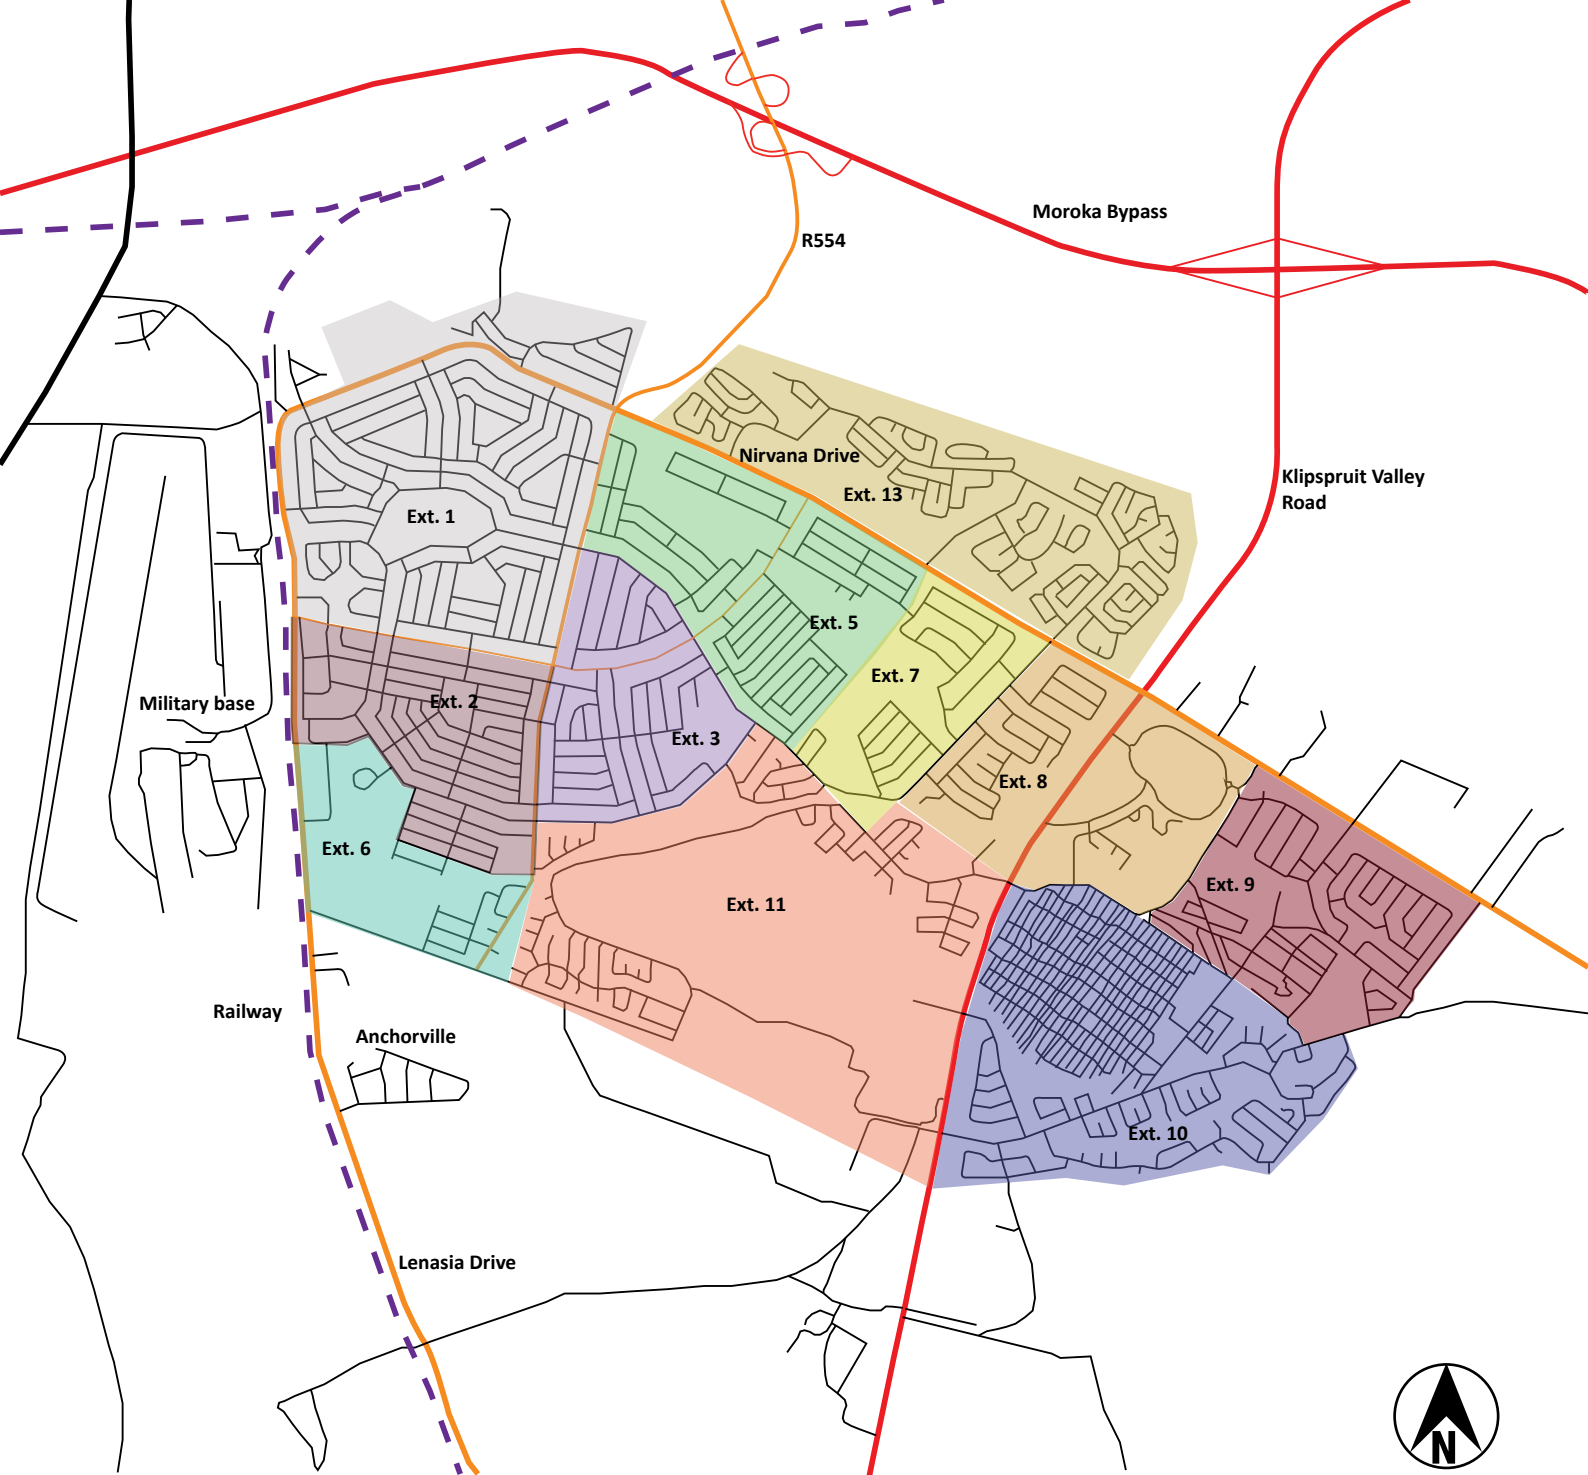 Moroka Bypass
R554
Nirvana Drive
Klipspruit Valley
Road
Ext. 13
Ext. 1
Ext. 5
Ext. 7
Military base
Ext. 2
Ext. 3
Ext. 8
Ext. 6
Ext. 9
Ext. 11
Railway
Anchorville
Ext. 10
Lenasia Drive
N